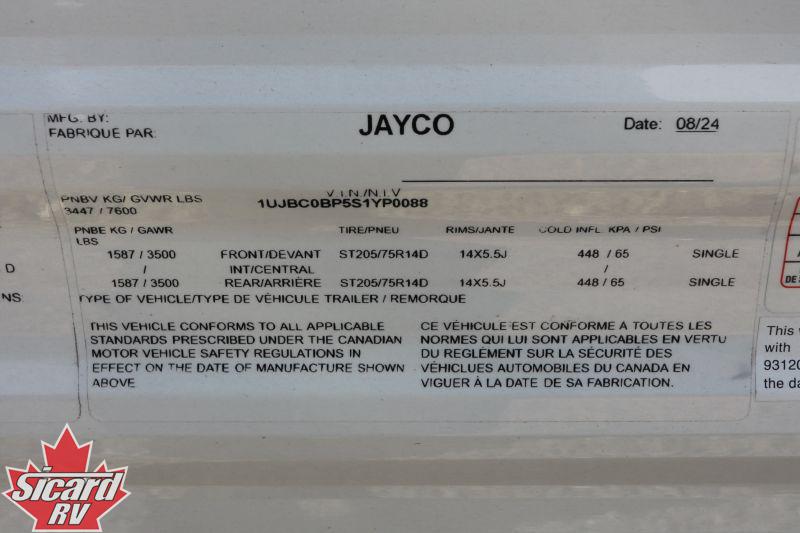 MFG. BY:
FABRIQUE PAR:
JAYCO
Date: 08/24
V.I.N./N.I.V
PNBV KG/ GVWR LBS
1UJBC0BP5S1YP0088
3447 / 7600
PNBE KG / GAWR LBS TIRE/PNEU RIMS/JANTE COLD INFL. KPA / PSI
1587 / 3500 FRONT/DEVANT ST205/75R14D 14X5.5J 448 / 65 SINGLE
/ INT/CENTRAL /
1587 / 3500 REAR/ARRIÈRE ST205/75R14D 14X5.5J 448 / 65 SINGLE
TYPE OF VEHICLE/TYPE DE VÉHICULE TRAILER / REMORQUE
THIS VEHICLE CONFORMS TO ALL APPLICABLE
STANDARDS PRESCRIBED UNDER THE CANADIAN
MOTOR VEHICLE SAFETY REGULATIONS IN
EFFECT ON THE DATE OF MANUFACTURE SHOWN
ABOVE
CE VÉHICULE EST CONFORME À TOUTES LES
NORMES QUI LUI SONT APPLICABLES EN VERTU
DU REGLÉMENT SUR LA SÉCURITÉ DES
VÉHICLUES AUTOMOBILES DU CANADA EN
VIGUER À LA DATE DE SA FABRICATION.
D
NS:
A
DE
This
with
9312
the da
Sicard
RV